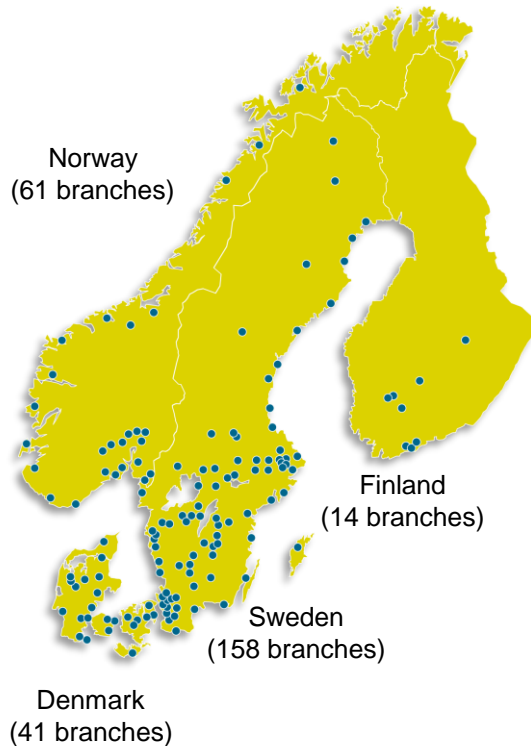 Norway
(61 branches)
Finland
(14 branches)
Sweden
(158 branches)
Denmark
(41 branches)